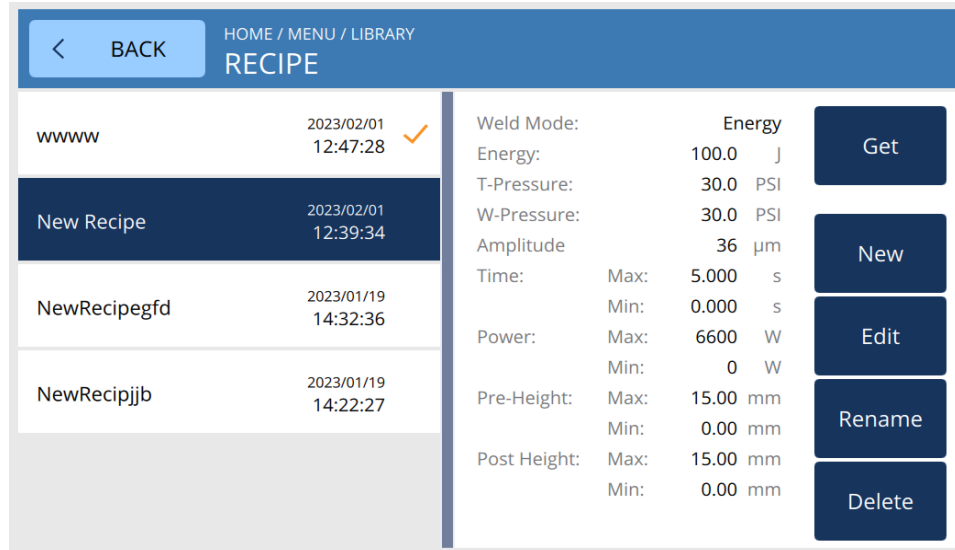 BACK
HOME / MENU / LIBRARY
RECIPE
wwww
2023/02/01
12:47:28
New Recipe
2023/02/01
12:39:34
NewRecipegfd
2023/01/19
14:32:36
NewRecipjjb
2023/01/19
14:22:27
Weld Mode: Energy
Energy: 100.0 J
T-Pressure: 30.0 PSI
W-Pressure: 30.0 PSI
Amplitude 36 µm
Time: Max: 5.000 s
Min: 0.000 s
Power: Max: 6600 W
Min: 0 W
Pre-Height: Max: 15.00 mm
Min: 0.00 mm
Post Height: Max: 15.00 mm
Min: 0.00 mm
Get
New
Edit
Rename
Delete